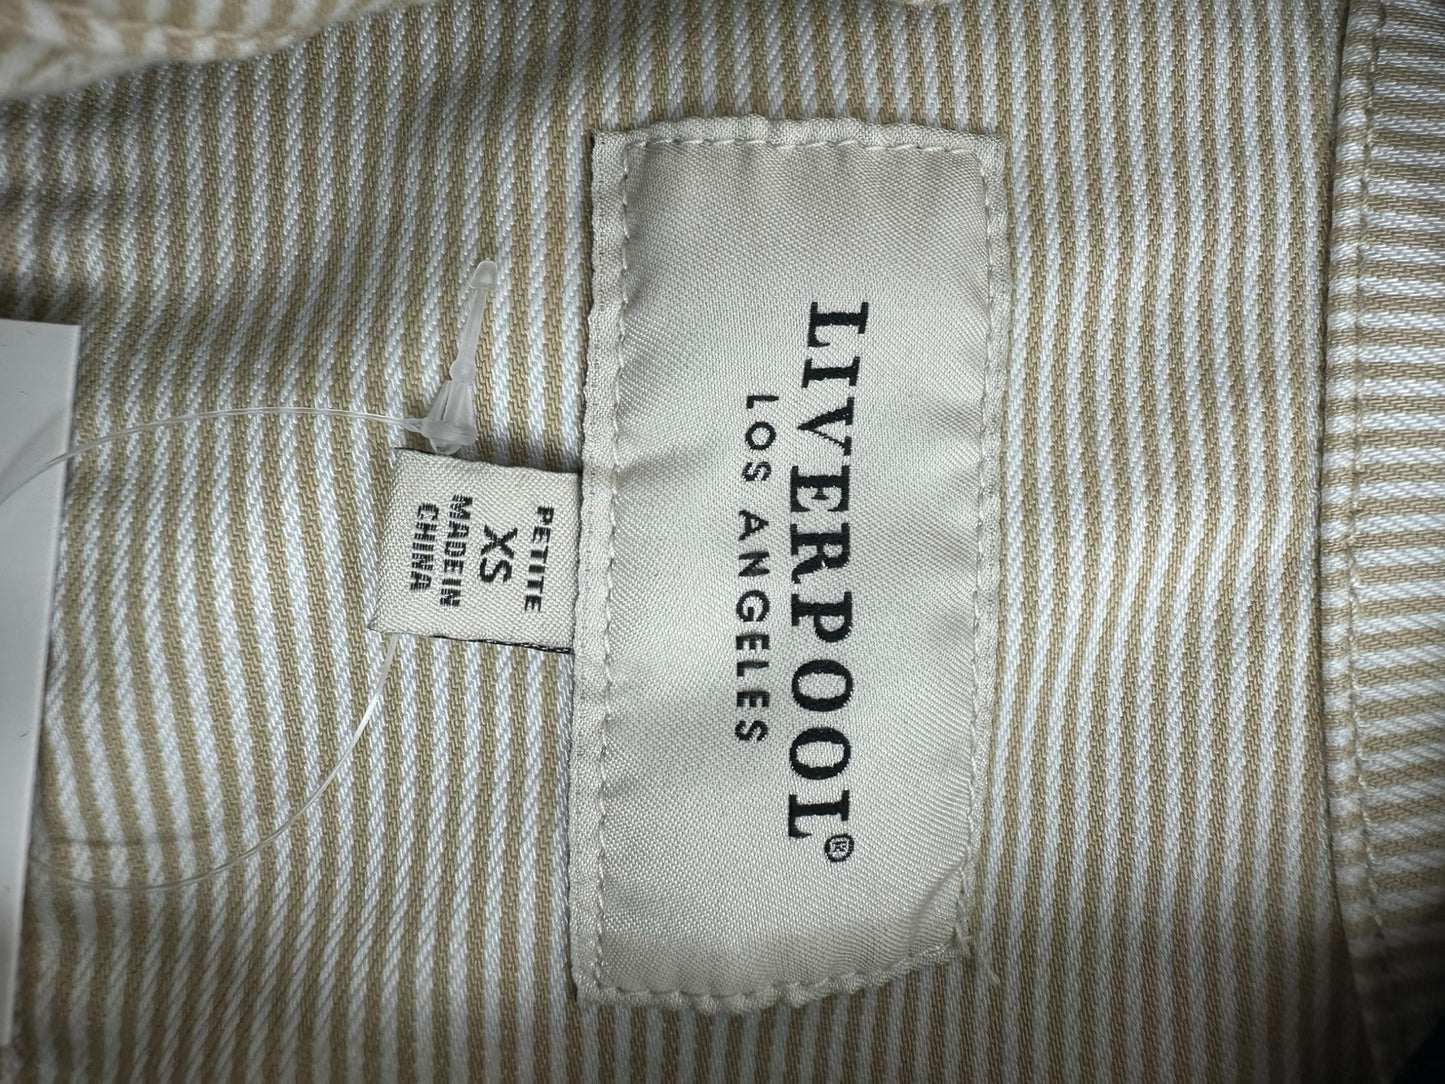 LIVERPOOL®
LOS ANGELES
PETITE
XS
MADE IN
CHINA